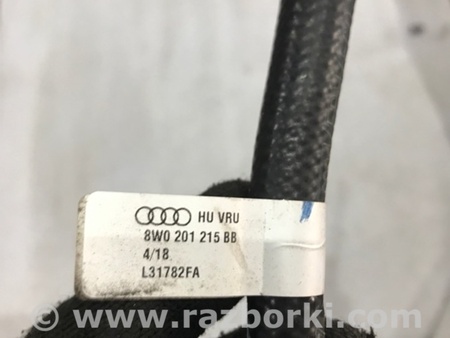 HU VRU
8W0 201 215 BB
4/18
L31782FA
© www.razborki.com